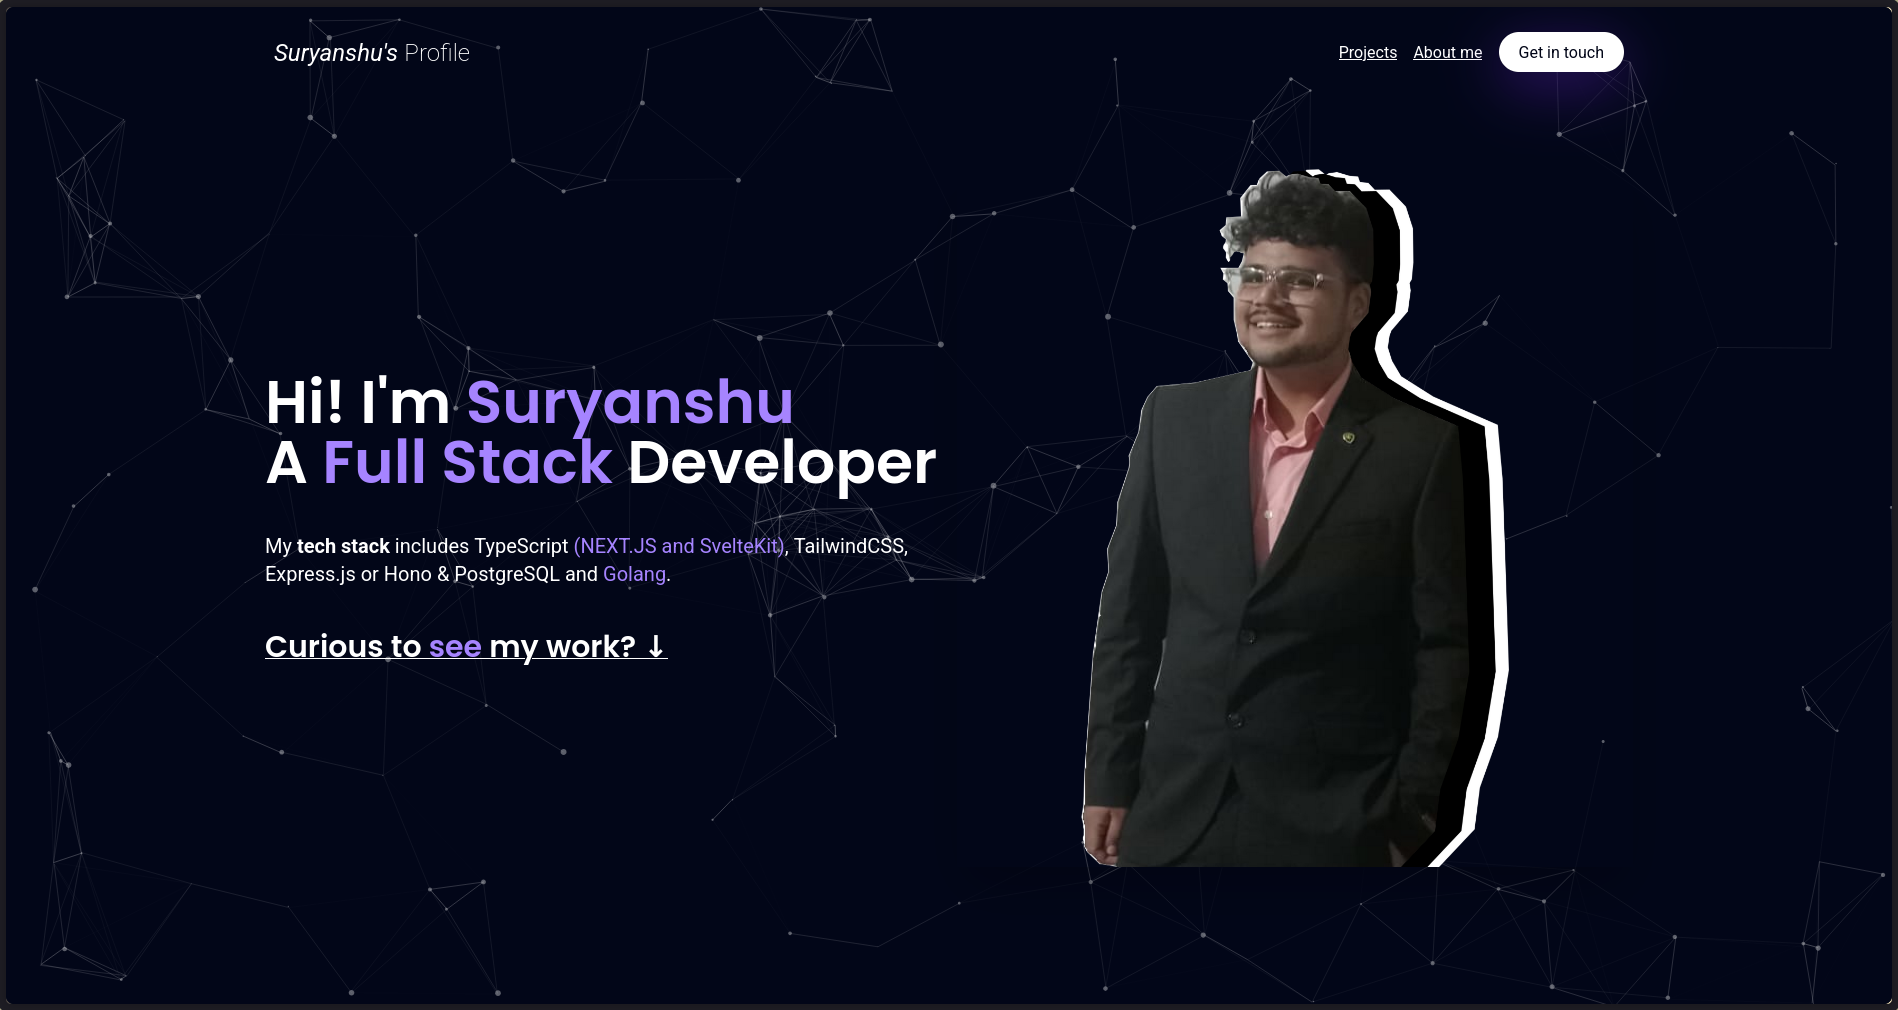 Suryanshu's Profile
Projects About me Get in touch
Hi! I'm Suryanshu
A Full Stack Developer
My tech stack includes TypeScript (NEXT.JS and SvelteKit), TailwindCSS,
Express.js or Hono & PostgreSQL and Golang.
Curious to see my work? ↓